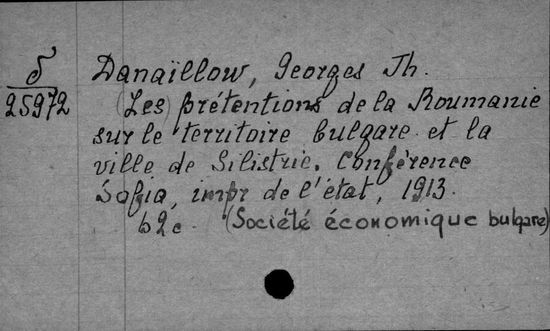 δ Danaïllow, Georges Th.
25972 (Les) prétentions de la Roumanie
sur le territoire bulgare et la
ville de Silistrie. Conférence
Sofia, impr de l'état, 1913.
62c. (Société économique bulgare)